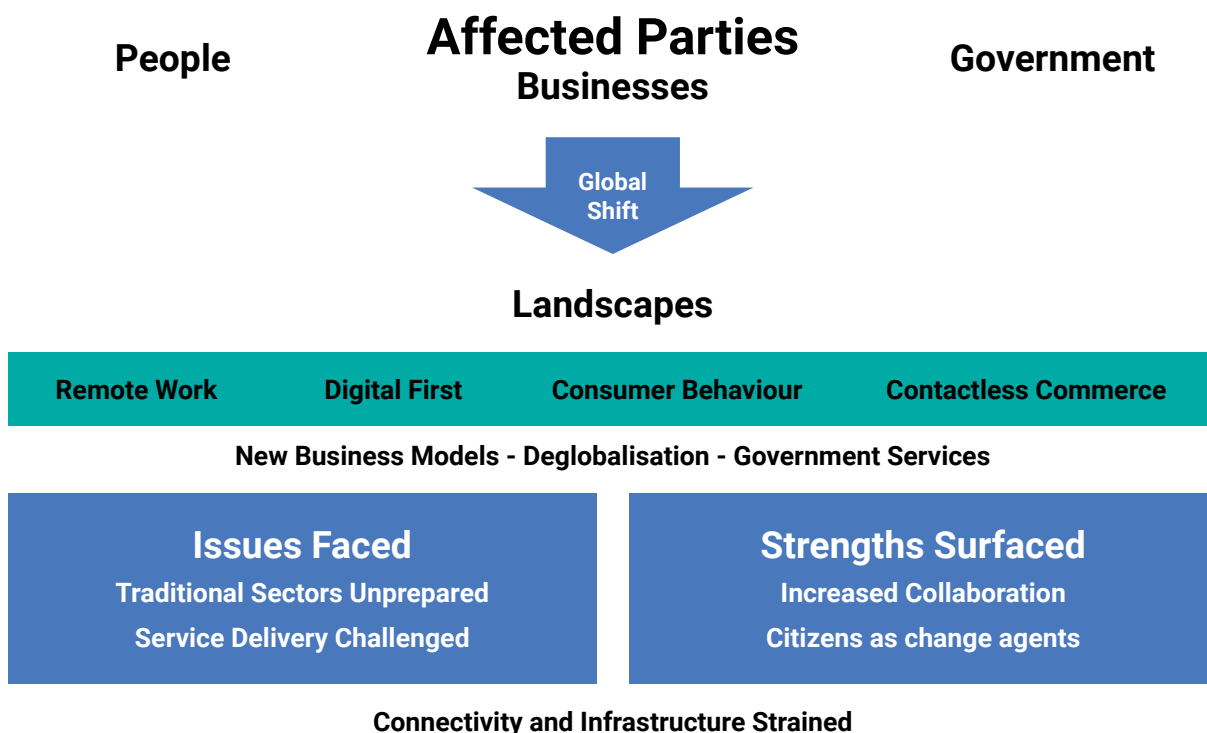 Affected Parties
People
Businesses
Government
Global
Shift
Landscapes
Remote Work
Digital First
Consumer Behaviour
Contactless Commerce
New Business Models - Deglobalisation - Government Services
Issues Faced
Traditional Sectors Unprepared
Service Delivery Challenged
Strengths Surfaced
Increased Collaboration
Citizens as change agents
Connectivity and Infrastructure Strained